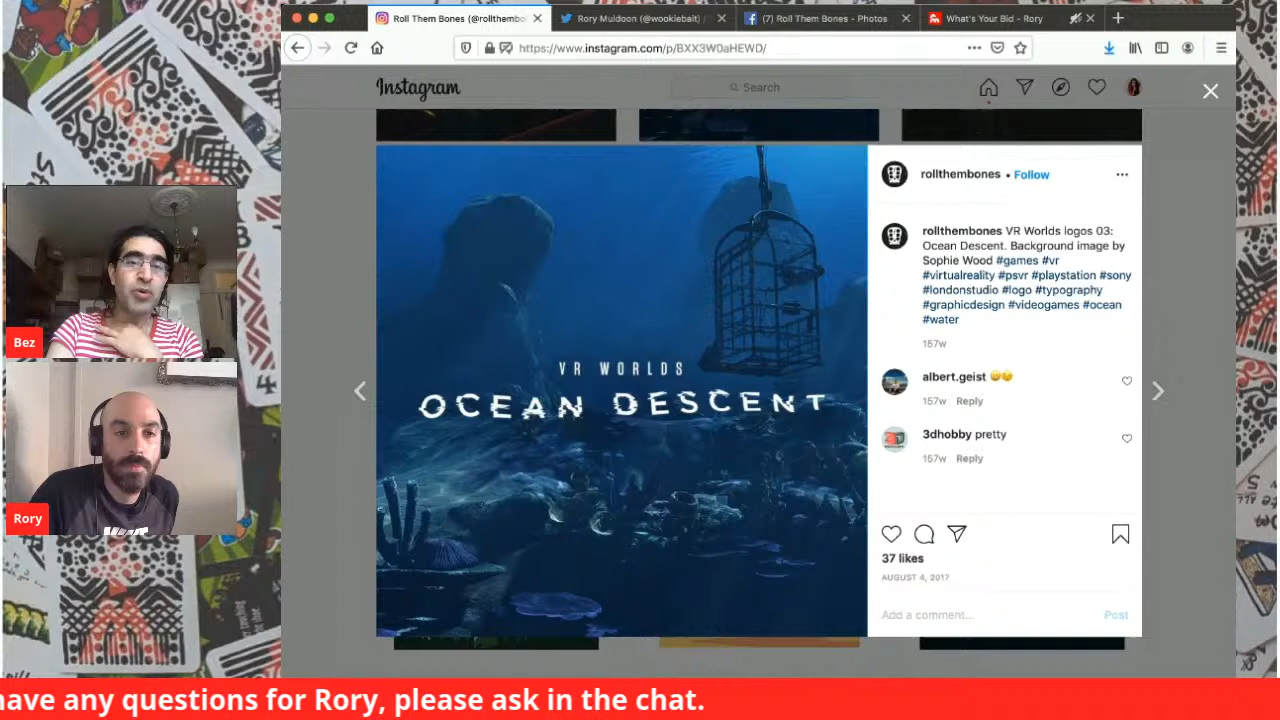 Roll Them Bones (@rollthembo
Rory Muldoon (@wookiebait) /
(7) Roll Them Bones - Photos
What's Your Bid - Rory
https://www.instagram.com/p/BXX3W0aHEWD/
Instagram
Search
rollthembones • Follow
rollthembones VR Worlds logos 03:
Ocean Descent. Background image by
Sophie Wood #games #vr
#virtualreality #psvr #playstation #sony
#londonstudio #logo #typography
#graphicdesign #videogames #ocean
#water
157w
albert.geist
157w Reply
3dhobby pretty
157w Reply
37 likes
AUGUST 4, 2017
Add a comment...
Post
VR WORLDS
OCEAN DESCENT
Bez
Rory
have any questions for Rory, please ask in the chat.